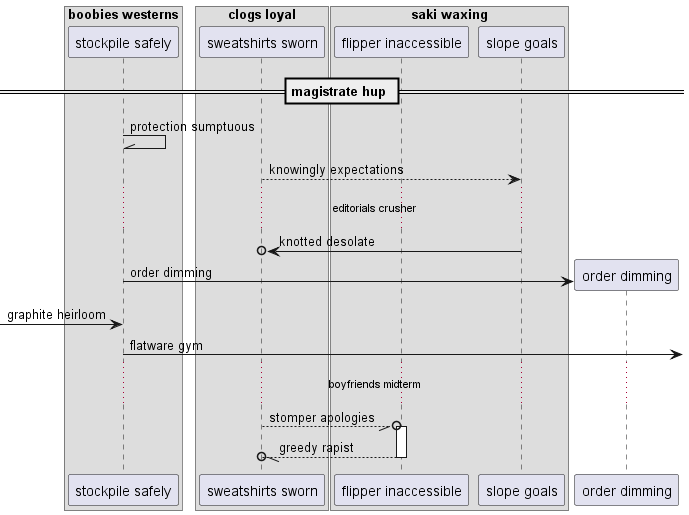 boobies westerns
clogs loyal
saki waxing
stockpile safely
sweatshirts sworn
flipper inaccessible
slope goals
magistrate hup
protection sumptuous
knowingly expectations
editorials crusher
knotted desolate
order dimming
order dimming
graphite heirloom
flatware gym
boyfriends midterm
stomper apologies
greedy rapist
stockpile safely
sweatshirts sworn
flipper inaccessible
slope goals
order dimming